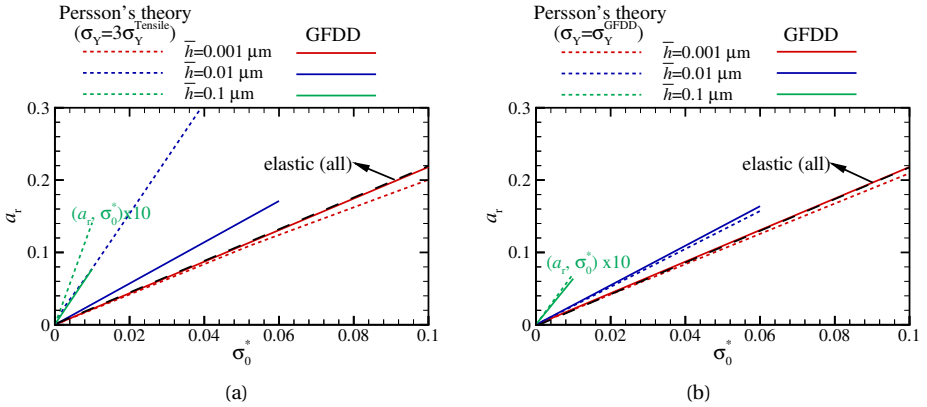 Persson's theory
(σY=3σY^Tensile) GFDD
h̅=0.001 μm
h̅=0.01 μm
h̅=0.1 μm
0.3
0.2
0.1
0
aᵣ
elastic (all)
(aᵣ, σ₀*)x10
0 0.02 0.04 0.06 0.08 0.1
σ₀*
(a)
Persson's theory
(σY=σY^GFDD) GFDD
h̅=0.001 μm
h̅=0.01 μm
h̅=0.1 μm
0.3
0.2
0.1
0
aᵣ
elastic (all)
(aᵣ, σ₀*) x10
0 0.02 0.04 0.06 0.08 0.1
σ₀*
(b)